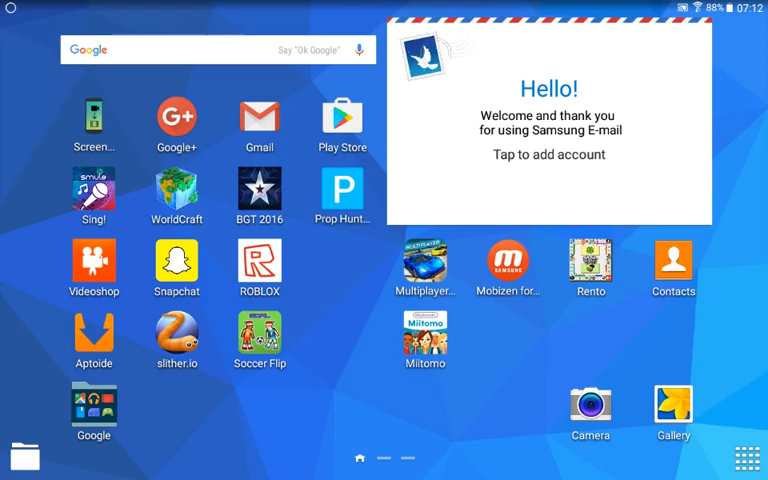 88% 07:12
Google Say "Ok Google"
Hello!
Welcome and thank you
for using Samsung E-mail
Tap to add account
Screen... Google+ Gmail Play Store
Sing! WorldCraft BGT 2016 Prop Hunt...
Videoshop Snapchat ROBLOX Multiplayer... Mobizen for... Rento Contacts
Aptoide slither.io Soccer Flip Miitomo
Google Camera Gallery